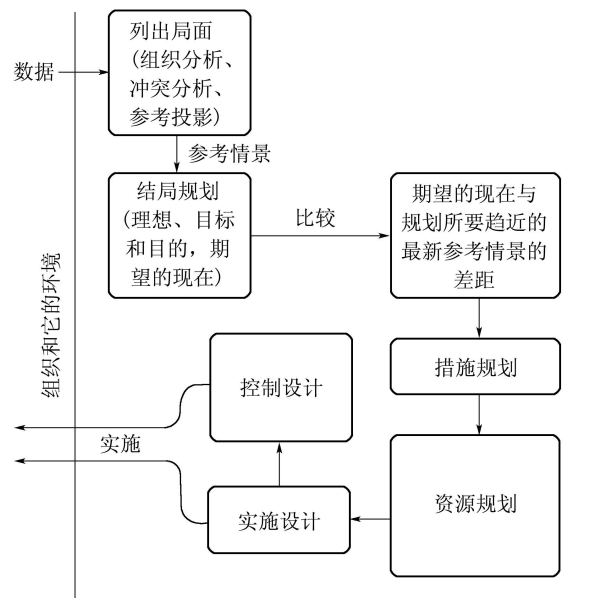 列出局面
(组织分析、
冲突分析、
参考投影)
数据
参考情景
结局规划
(理想、目标
和目的，期
望的现在)
比较
期望的现在与
规划所要趋近的
最新参考情景的
差距
组织和它的环境
措施规划
控制设计
实施
资源规划
实施设计